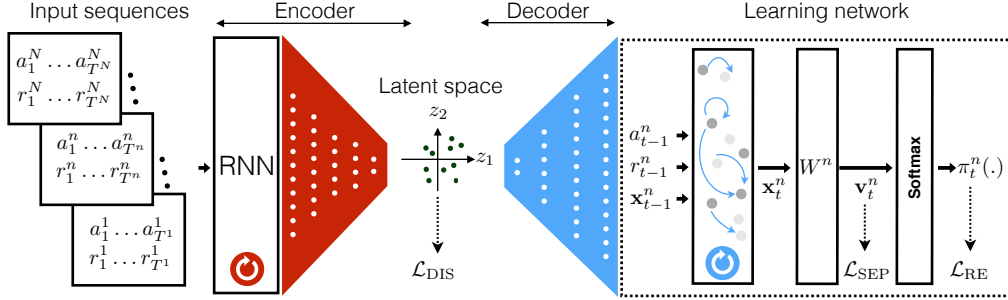 Input sequences
Encoder
Decoder
Learning network
a_1^N … a_{T^N}^N
r_1^N … r_{T^N}^N
a_1^n … a_{T^n}^n
r_1^n … r_{T^n}^n
a_1^1 … a_{T^1}^1
r_1^1 … r_{T^1}^1
RNN
Latent space
z_2
z_1
ℒ_DIS
a_{t-1}^n
r_{t-1}^n
𝐱_{t-1}^n
𝐱_t^n
W^n
𝐯_t^n
ℒ_SEP
Softmax
π_t^n(.)
ℒ_RE